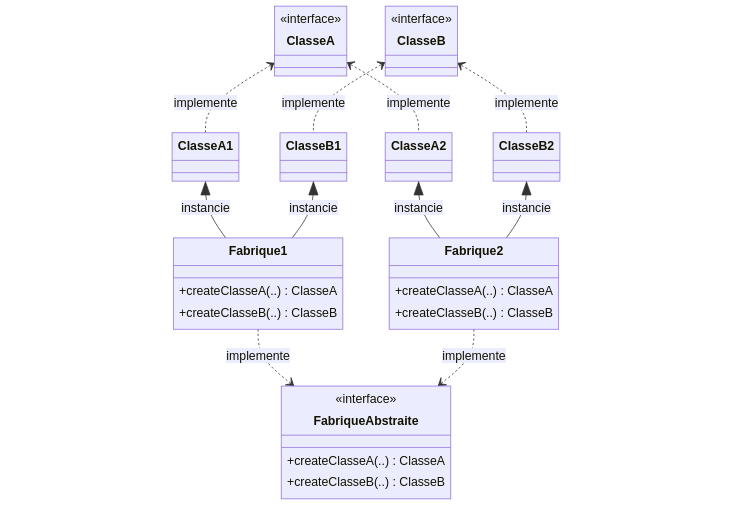 «interface»
ClasseA
«interface»
ClasseB
implemente
implemente
implemente
implemente
ClasseA1
ClasseB1
ClasseA2
ClasseB2
instancie
instancie
instancie
instancie
Fabrique1
+createClasseA(..) : ClasseA
+createClasseB(..) : ClasseB
Fabrique2
+createClasseA(..) : ClasseA
+createClasseB(..) : ClasseB
implemente
implemente
«interface»
FabriqueAbstraite
+createClasseA(..) : ClasseA
+createClasseB(..) : ClasseB